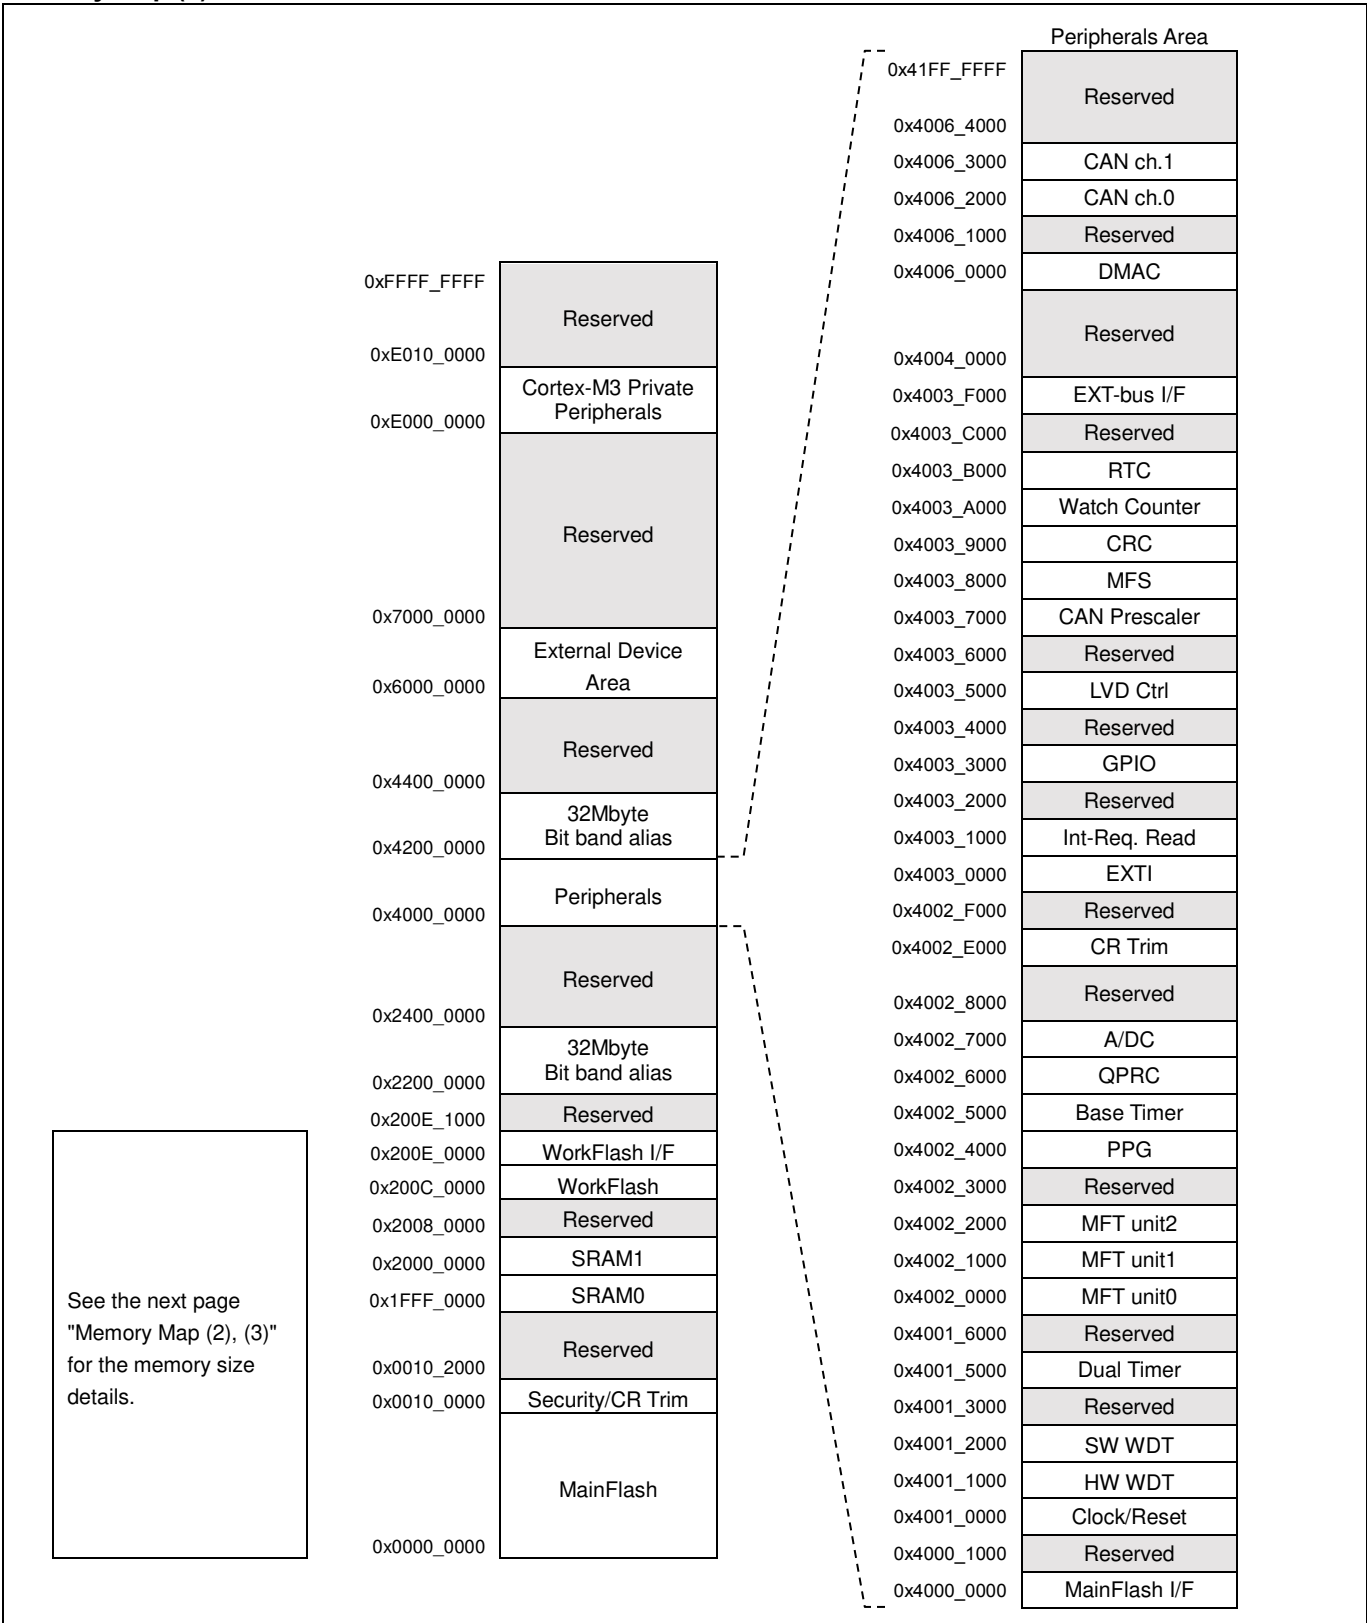 Peripherals Area
0x41FF_FFFF
Reserved
0x4006_4000
0x4006_3000 CAN ch.1
0x4006_2000 CAN ch.0
0x4006_1000 Reserved
0x4006_0000 DMAC
Reserved
0x4004_0000
0x4003_F000 EXT-bus I/F
0x4003_C000 Reserved
0x4003_B000 RTC
0x4003_A000 Watch Counter
0x4003_9000 CRC
0x4003_8000 MFS
0x4003_7000 CAN Prescaler
0x4003_6000 Reserved
0x4003_5000 LVD Ctrl
0x4003_4000 Reserved
0x4003_3000 GPIO
0x4003_2000 Reserved
0x4003_1000 Int-Req. Read
0x4003_0000 EXTI
0x4002_F000 Reserved
0x4002_E000 CR Trim
Reserved
0x4002_8000
0x4002_7000 A/DC
0x4002_6000 QPRC
0x4002_5000 Base Timer
0x4002_4000 PPG
0x4002_3000 Reserved
0x4002_2000 MFT unit2
0x4002_1000 MFT unit1
0x4002_0000 MFT unit0
0x4001_6000 Reserved
0x4001_5000 Dual Timer
0x4001_3000 Reserved
0x4001_2000 SW WDT
0x4001_1000 HW WDT
0x4001_0000 Clock/Reset
0x4000_1000 Reserved
0x4000_0000 MainFlash I/F
0xFFFF_FFFF
Reserved
0xE010_0000
Cortex-M3 Private
Peripherals
0xE000_0000
Reserved
0x7000_0000
External Device
Area
0x6000_0000
Reserved
0x4400_0000
32Mbyte
Bit band alias
0x4200_0000
Peripherals
0x4000_0000
Reserved
0x2400_0000
32Mbyte
Bit band alias
0x2200_0000
Reserved
0x200E_1000
0x200E_0000 WorkFlash I/F
0x200C_0000 WorkFlash
0x2008_0000 Reserved
0x2000_0000 SRAM1
0x1FFF_0000 SRAM0
Reserved
0x0010_2000
0x0010_0000 Security/CR Trim
MainFlash
0x0000_0000
See the next page
"Memory Map (2), (3)"
for the memory size
details.